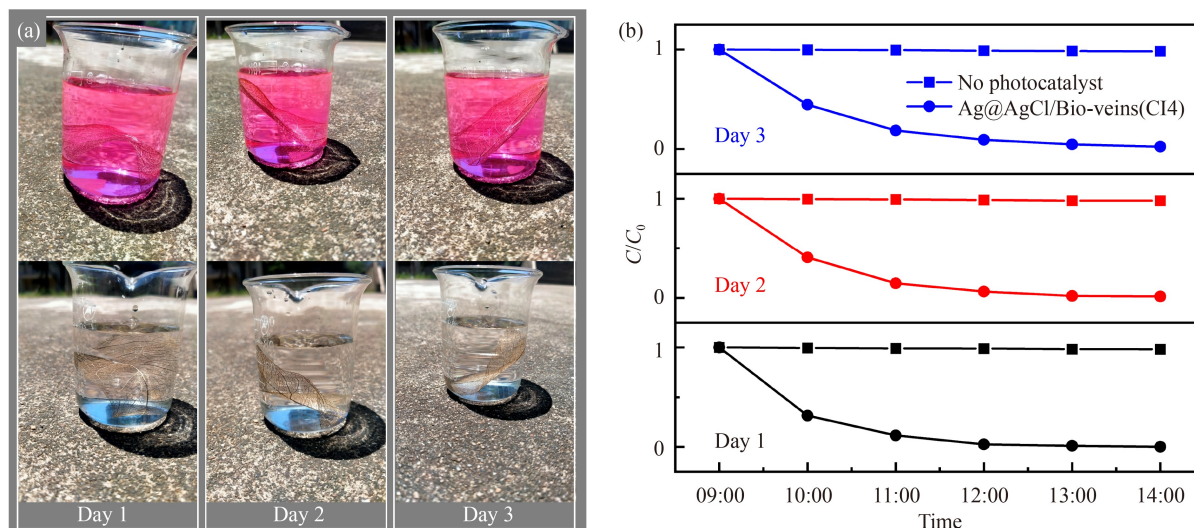 (a)
Day 1
Day 2
Day 3
(b)
C/C0
1
0
Day 3
No photocatalyst
Ag@AgCl/Bio-veins(CI4)
1
0
Day 2
1
0
Day 1
09:00
10:00
11:00
12:00
13:00
14:00
Time